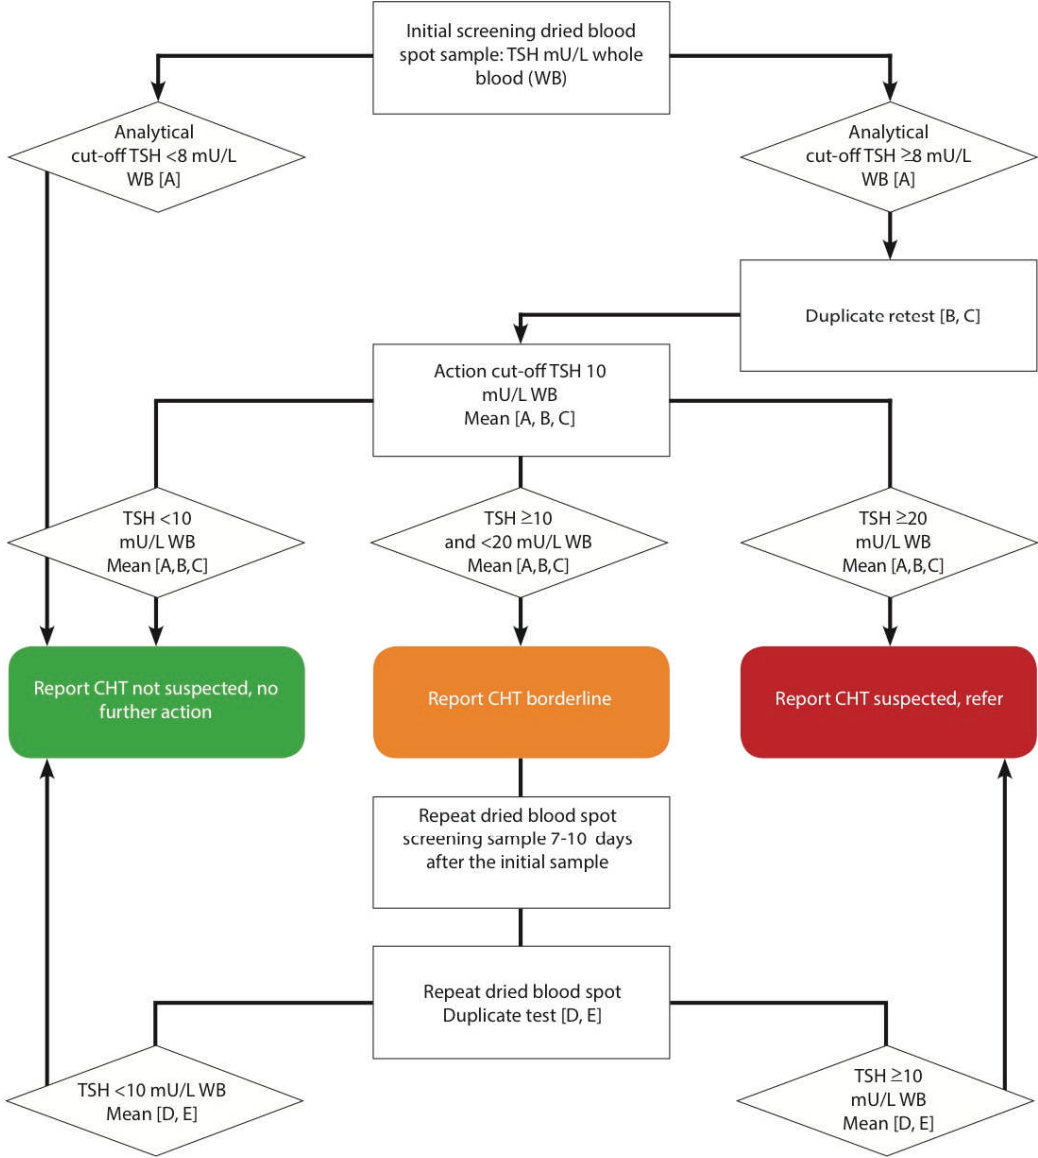 Initial screening dried blood
spot sample: TSH mU/L whole
blood (WB)
Analytical
cut-off TSH <8 mU/L
WB [A]
Analytical
cut-off TSH ≥8 mU/L
WB [A]
Duplicate retest [B, C]
Action cut-off TSH 10
mU/L WB
Mean [A, B, C]
TSH <10
mU/L WB
Mean [A,B,C]
TSH ≥10
and <20 mU/L WB
Mean [A,B,C]
TSH ≥20
mU/L WB
Mean [A,B,C]
Report CHT not suspected, no
further action
Report CHT borderline
Report CHT suspected, refer
Repeat dried blood spot
screening sample 7-10 days
after the initial sample
Repeat dried blood spot
Duplicate test [D, E]
TSH <10 mU/L WB
Mean [D, E]
TSH ≥10
mU/L WB
Mean [D, E]